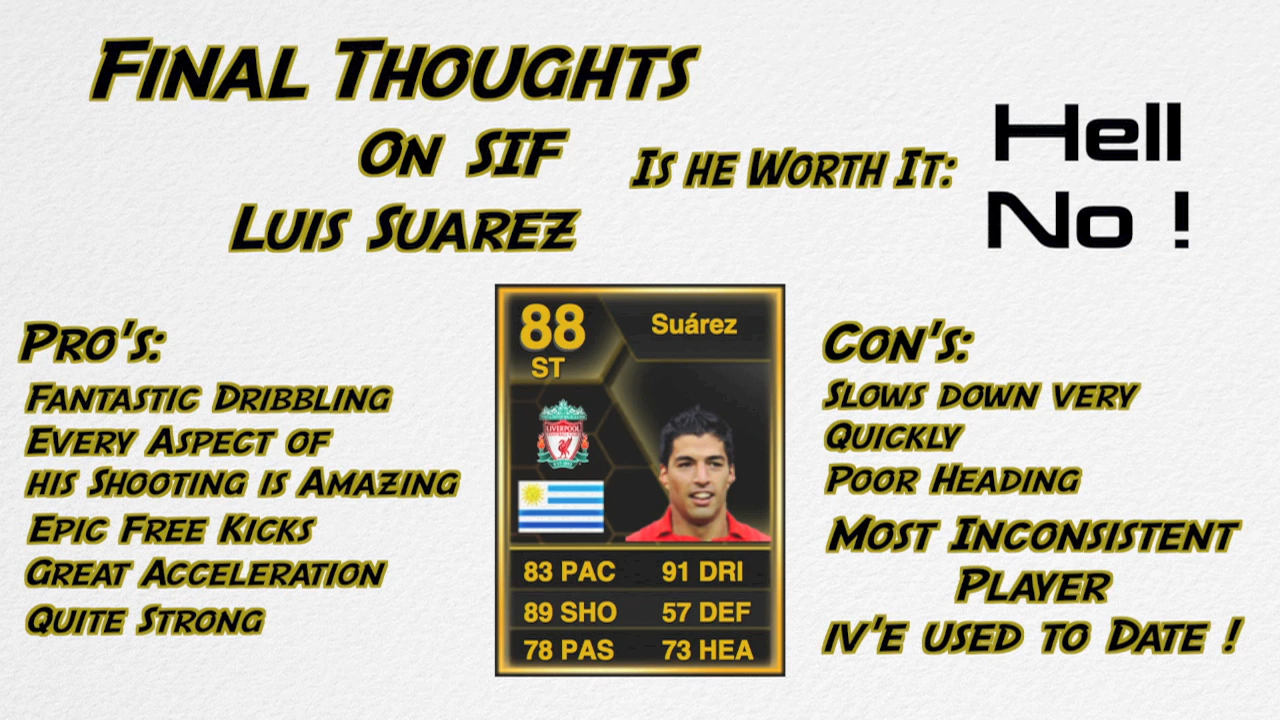 Final Thoughts
On SIF
Luis Suarez
Is he Worth It:
Hell
No !
Pro's:
Fantastic Dribbling
Every Aspect of
his Shooting is Amazing
Epic Free Kicks
Great Acceleration
Quite Strong
88
ST
Suárez
LIVERPOOL
83 PAC 91 DRI
89 SHO 57 DEF
78 PAS 73 HEA
Con's:
Slows down very
Quickly
Poor Heading
Most Inconsistent
Player
iv'e used to Date !